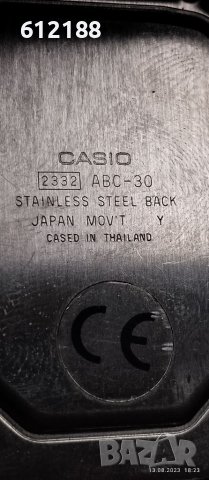 612188
CASIO
2332 ABC-30
STAINLESS STEEL BACK
JAPAN MOV'T Y
CASED IN THAILAND
CE
BAZAR
13.08.2023 18:23